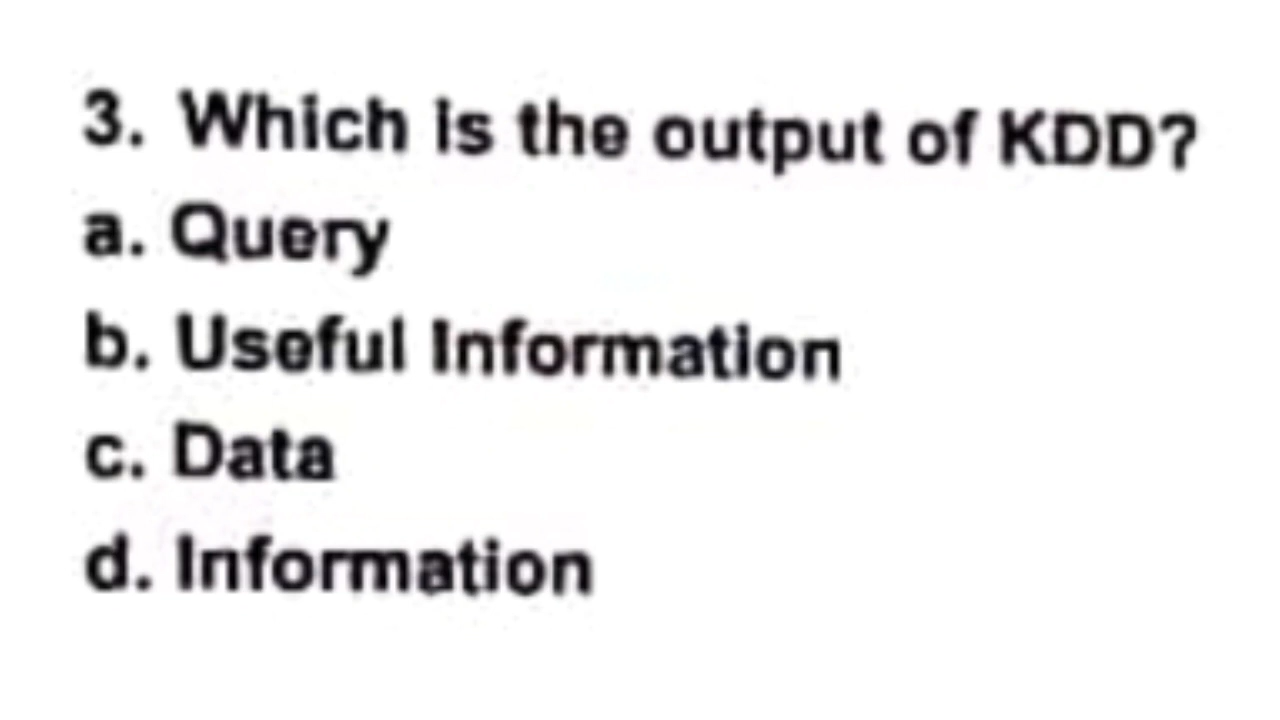 3. Which is the output of KDD?
a. Query
b. Useful Information
c. Data
d. Information